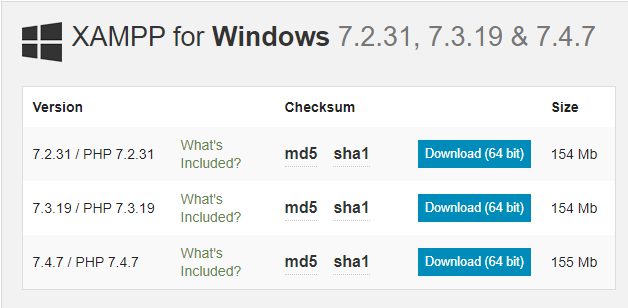 XAMPP for Windows 7.2.31, 7.3.19 & 7.4.7
Version Checksum Size
7.2.31 / PHP 7.2.31 What's Included? md5 sha1 Download (64 bit) 154 Mb
7.3.19 / PHP 7.3.19 What's Included? md5 sha1 Download (64 bit) 154 Mb
7.4.7 / PHP 7.4.7 What's Included? md5 sha1 Download (64 bit) 155 Mb